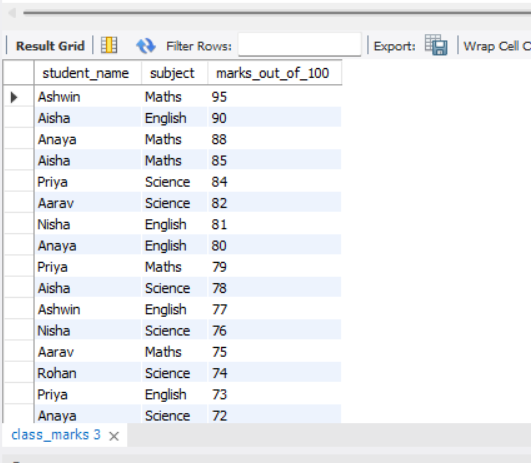 Result Grid Filter Rows: Export: Wrap Cell C
student_name subject marks_out_of_100
Ashwin Maths 95
Aisha English 90
Anaya Maths 88
Aisha Maths 85
Priya Science 84
Aarav Science 82
Nisha English 81
Anaya English 80
Priya Maths 79
Aisha Science 78
Ashwin English 77
Nisha Science 76
Aarav Maths 75
Rohan Science 74
Priya English 73
Anaya Science 72
class_marks 3